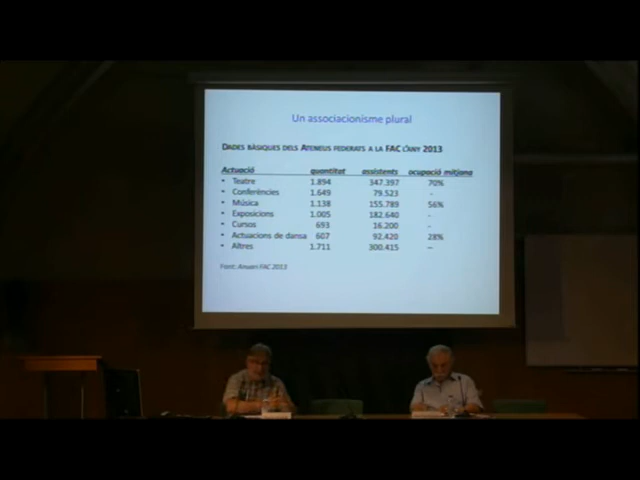 Un associacionisme plural
DADES BÀSIQUES DELS ATENEUS FEDERATS A LA FAC L'ANY 2013
Actuació quantitat assistents ocupació mitjana
• Teatre 1.894 347.397 70%
• Conferències 1.649 79.523 -
• Música 1.138 155.789 56%
• Exposicions 1.005 182.640 -
• Cursos 693 16.200 -
• Actuacions de dansa 607 92.420 28%
• Altres 1.711 300.415 --
Font: Anuari FAC 2013